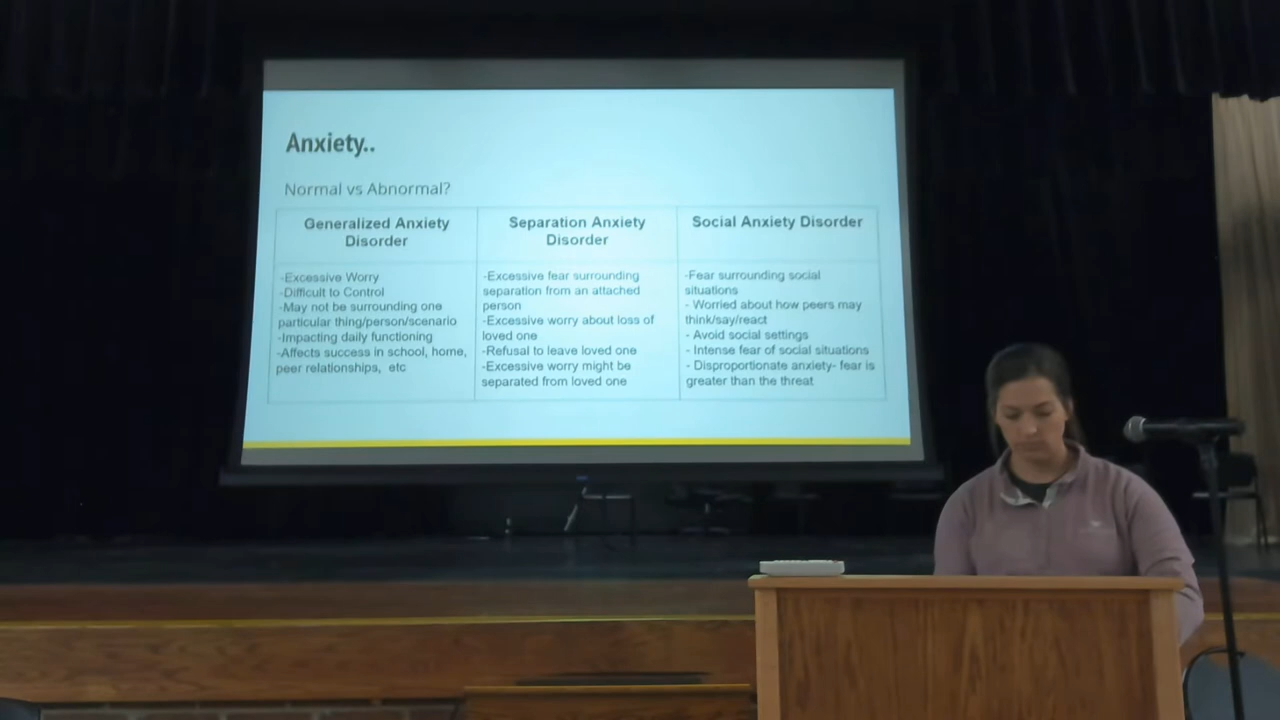 Anxiety..
Normal vs Abnormal?
Generalized Anxiety
Disorder
-Excessive Worry
-Difficult to Control
-May not be surrounding one
particular thing/person/scenario
-Impacting daily functioning
-Affects success in school, home,
peer relationships, etc
Separation Anxiety
Disorder
-Excessive fear surrounding
separation from an attached
person
-Excessive worry about loss of
loved one
-Refusal to leave loved one
-Excessive worry might be
separated from loved one
Social Anxiety Disorder
-Fear surrounding social
situations
- Worried about how peers may
think/say/react
- Avoid social settings
- Intense fear of social situations
- Disproportionate anxiety- fear is
greater than the threat